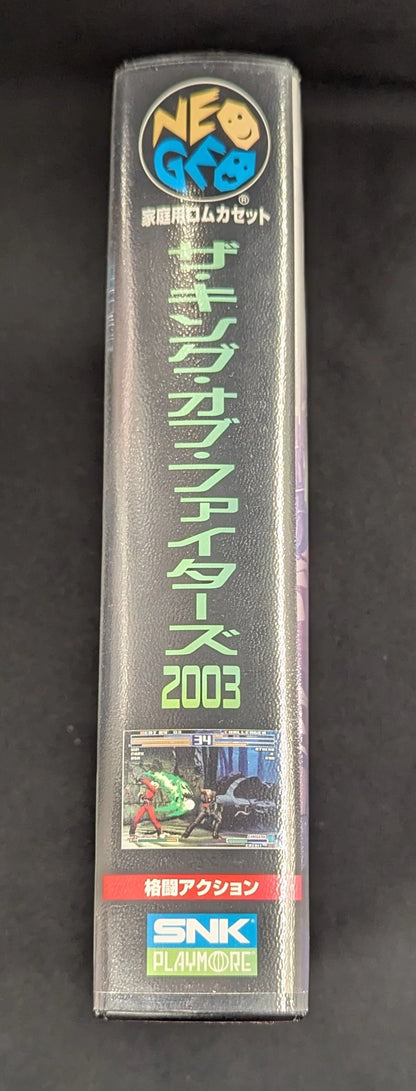 NEO
GEO
®
家庭用ロムカセット
ザ・キング・オブ・ファイターズ
2003
34
格闘アクション
SNK
PLAYMORE